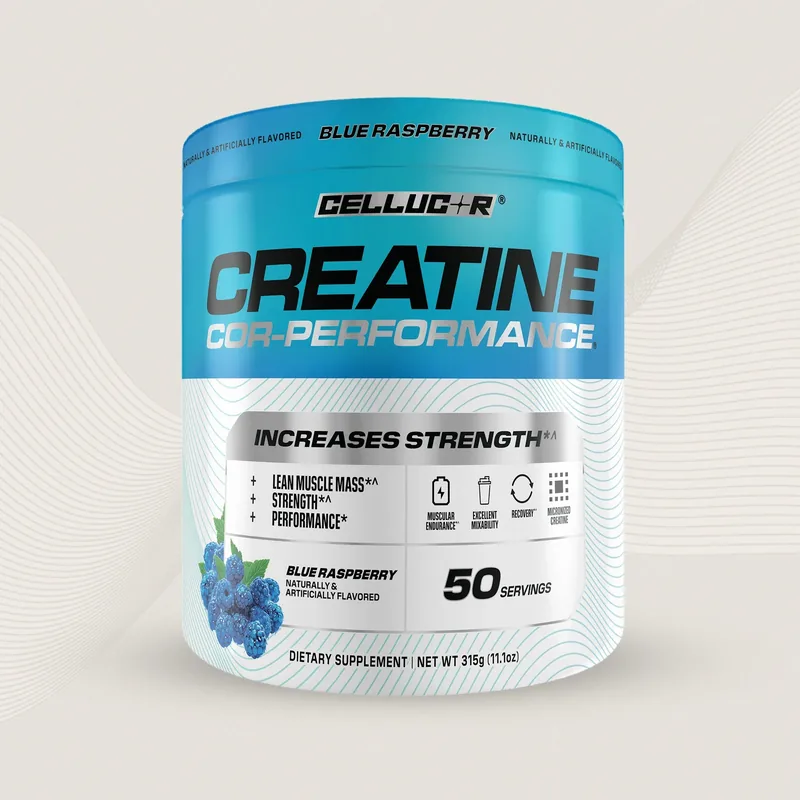 NATURALLY & ARTIFICIALLY FLAVORED BLUE RASPBERRY NATURALLY & ARTIFICIALLY FLAVORED
CELLUCOR®
CREATINE
COR-PERFORMANCE
INCREASES STRENGTH*^
+ LEAN MUSCLE MASS*^
+ STRENGTH*^
+ PERFORMANCE*
MUSCULAR
ENDURANCE*^
EXCELLENT
MIXABILITY
RECOVERY*^
MICRONIZED
CREATINE
BLUE RASPBERRY
NATURALLY &
ARTIFICIALLY FLAVORED
50 SERVINGS
DIETARY SUPPLEMENT | NET WT 315g (11.1oz)